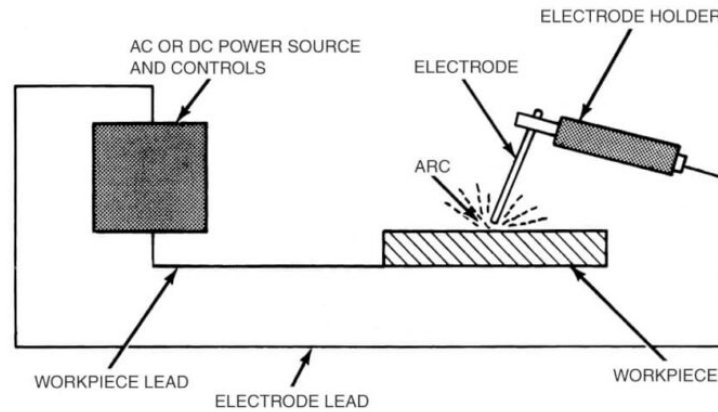 ELECTRODE HOLDER
AC OR DC POWER SOURCE
AND CONTROLS
ELECTRODE
ARC
WORKPIECE LEAD
ELECTRODE LEAD
WORKPIECE